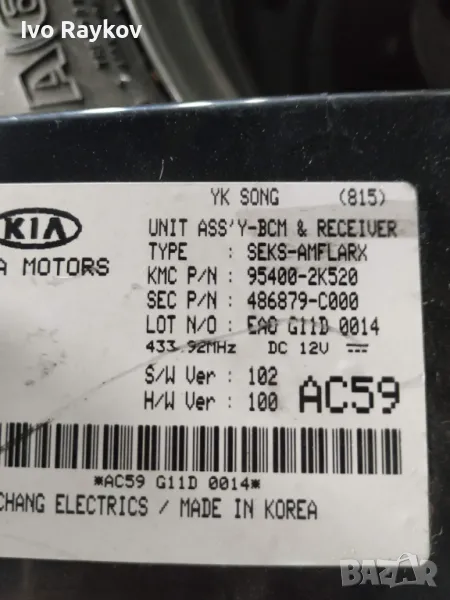 Ivo Raykov
YK SONG (815)
KIA
UNIT ASS'Y-BCM & RECEIVER
A MOTORS
TYPE : SEKS-AMFLARX
KMC P/N : 95400-2K520
SEC P/N : 486879-C000
LOT N/O : EAO G11D 0014
433.92MHz DC 12V
S/W Ver : 102
H/W Ver : 100
AC59
*AC59 G11D 0014*
CHANG ELECTRICS / MADE IN KOREA
bazar